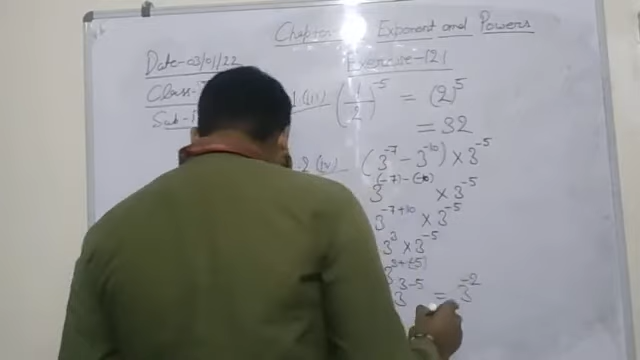 Chapter Exponent and Powers
Date-03/01/22 Exercise-12.1
Class-
Sub-
1.(iii) (1/2)^-5 = (2)^5
= 32
2 (iv) (3^-7 - 3^-10) × 3^-5
3^(-7)-(-10) × 3^-5
3^-7+10 × 3^-5
3^3 × 3^-5
3^3+(-5)
3^3-5 = 3^-2